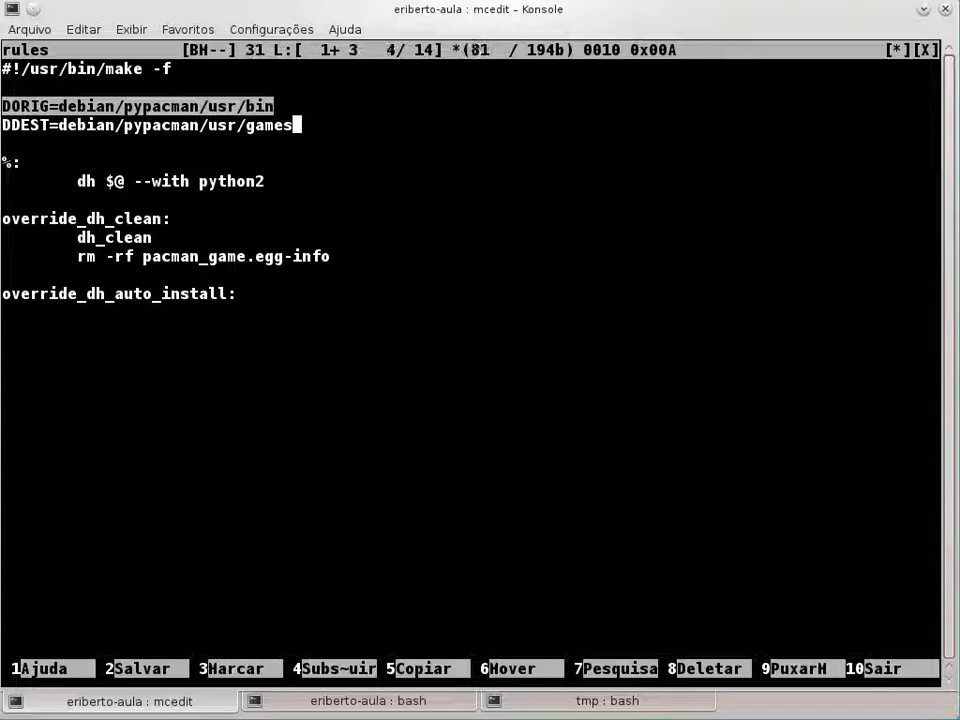 eriberto-aula : mcedit – Konsole
Arquivo Editar Exibir Favoritos Configurações Ajuda
rules [BH--] 31 L:[ 1+ 3 4/ 14] *(81 / 194b) 0010 0x00A [*][X]
#!/usr/bin/make -f
DORIG=debian/pypacman/usr/bin
DDEST=debian/pypacman/usr/games
%:
dh $@ --with python2
override_dh_clean:
dh_clean
rm -rf pacman_game.egg-info
override_dh_auto_install:
1Ajuda 2Salvar 3Marcar 4Subs~uir 5Copiar 6Mover 7Pesquisa 8Deletar 9PuxarM 10Sair
eriberto-aula : mcedit eriberto-aula : bash tmp : bash